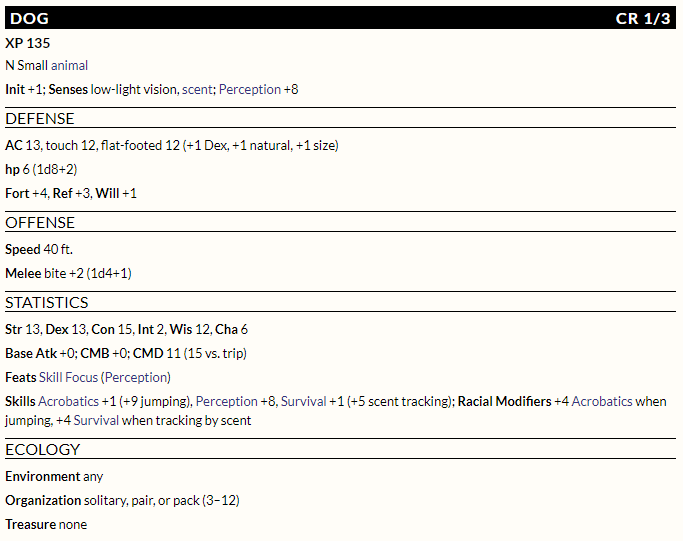 DOG CR 1/3
XP 135
N Small animal
Init +1; Senses low-light vision, scent; Perception +8
DEFENSE
AC 13, touch 12, flat-footed 12 (+1 Dex, +1 natural, +1 size)
hp 6 (1d8+2)
Fort +4, Ref +3, Will +1
OFFENSE
Speed 40 ft.
Melee bite +2 (1d4+1)
STATISTICS
Str 13, Dex 13, Con 15, Int 2, Wis 12, Cha 6
Base Atk +0; CMB +0; CMD 11 (15 vs. trip)
Feats Skill Focus (Perception)
Skills Acrobatics +1 (+9 jumping), Perception +8, Survival +1 (+5 scent tracking); Racial Modifiers +4 Acrobatics when
jumping, +4 Survival when tracking by scent
ECOLOGY
Environment any
Organization solitary, pair, or pack (3–12)
Treasure none